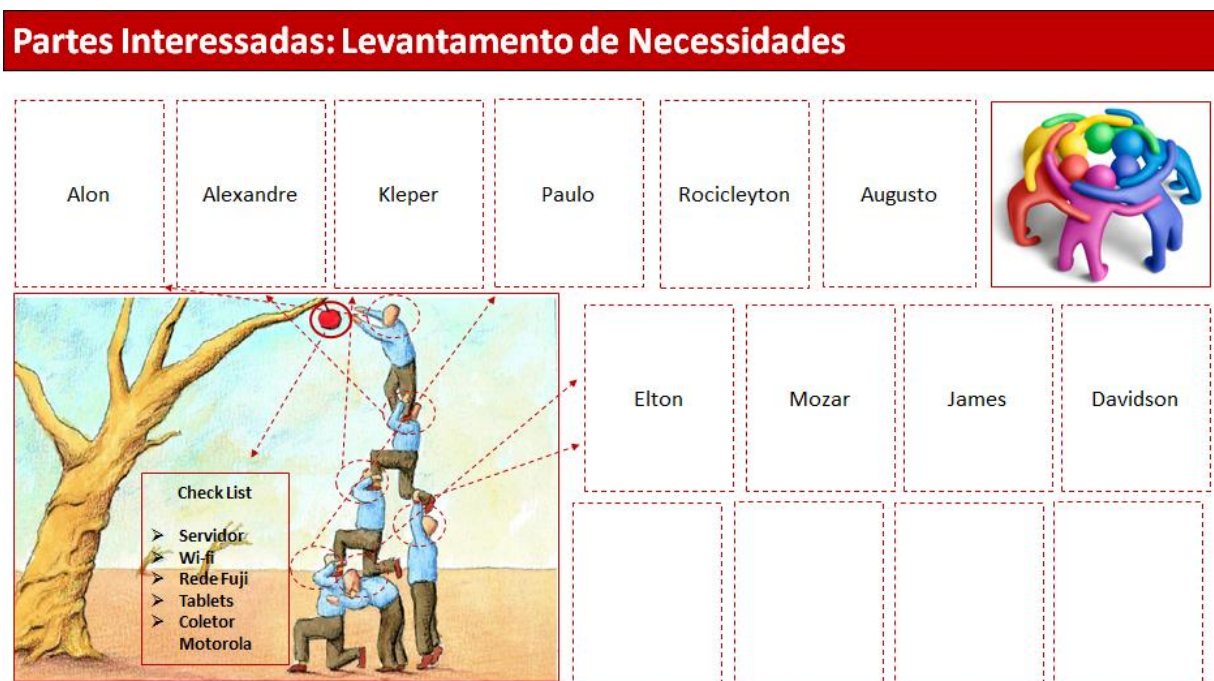 Partes Interessadas: Levantamento de Necessidades
Alon
Alexandre
Kleper
Paulo
Rocicleyton
Augusto
Elton
Mozar
James
Davidson
Check List
➢ Servidor
➢ Wi-fi
➢ Rede Fuji
➢ Tablets
➢ Coletor
Motorola